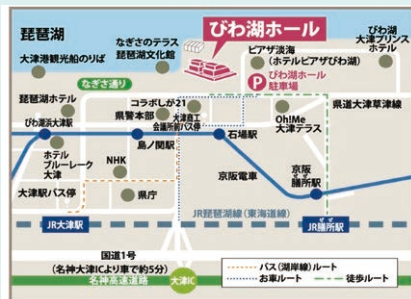 琵琶湖
大津港観光船のりば
なぎさのテラス
琵琶湖文化館
びわ湖ホール
ピアザ淡海
(ホテルピアザびわ湖)
びわ湖
大津プリンス
ホテル
P びわ湖ホール
駐車場
なぎさ通り
琵琶湖ホテル
コラボしが21
県警本部
大津商工
会議所前バス停
Oh!Me
大津テラス
県道大津草津線
びわ湖浜大津駅
島ノ関駅
石場駅
ホテル
ブルーレーク
大津
NHK
京阪電車
京阪
膳所駅
大津駅バス停
県庁
JR琵琶湖線(東海道線)
JR大津駅
JR膳所駅
国道1号
(名神大津ICより車で約5分)
名神高速道路
大津IC
バス(湖岸線)ルート
お車ルート
徒歩ルート